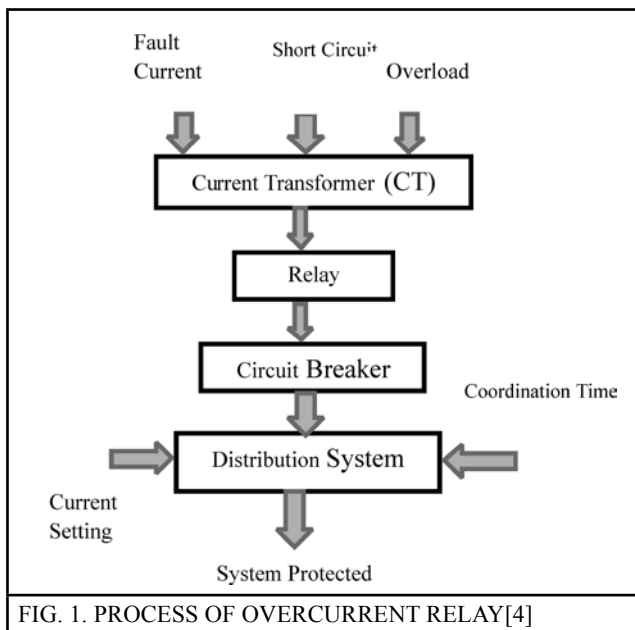 Fault
Current
Short Circuit
Overload
Current Transformer (CT)
Relay
Circuit Breaker
Coordination Time
Distribution System
Current
Setting
System Protected
FIG. 1. PROCESS OF OVERCURRENT RELAY[4]